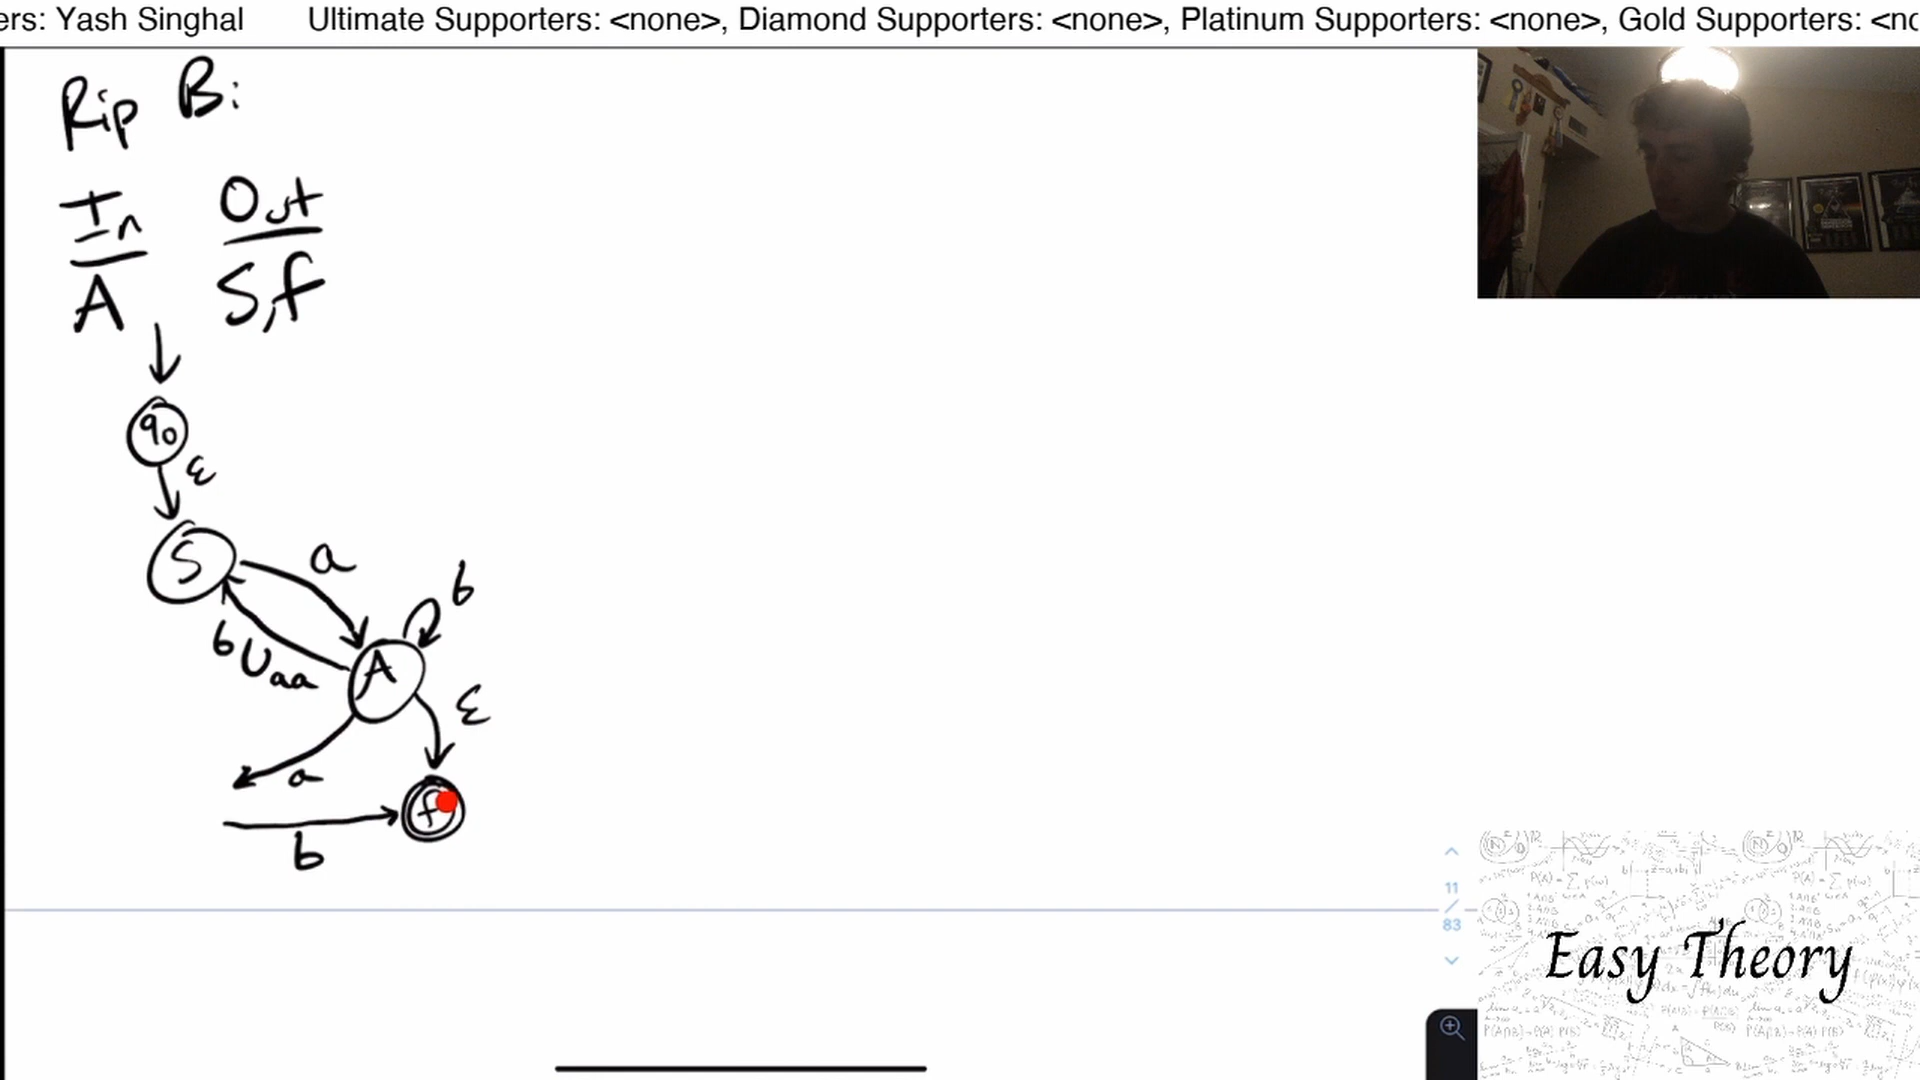 ers: Yash Singhal Ultimate Supporters: <none>, Diamond Supporters: <none>, Platinum Supporters: <none>, Gold Supporters: <no
Rip B:
In Out
A S,f
q0
ε
S
a
b
b∪aa
A
ε
a
f
b
11
/
83
Easy Theory